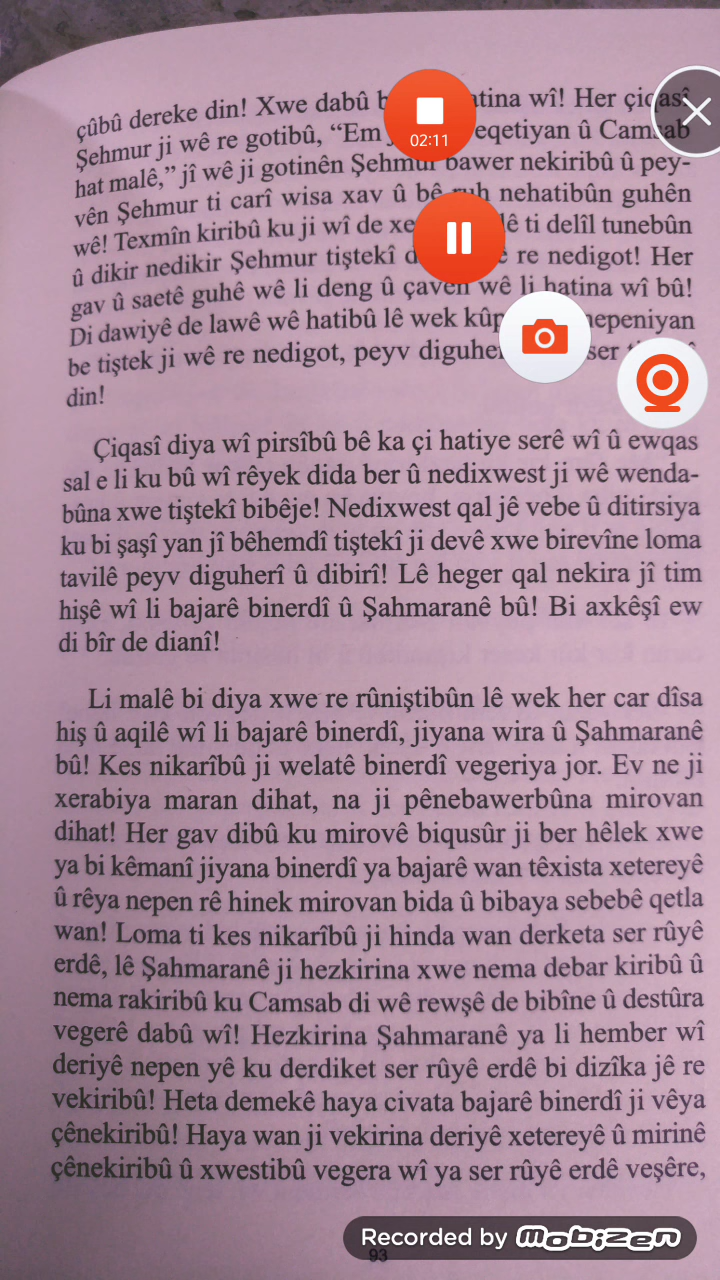 çûbû dereke din! Xwe dabû hatina wî! Her çiqasî
02:11
Şehmur ji wê re gotibû, “Em eqetiyan û Camsab
hat malê,” jî wê ji gotinên Şehmur bawer nekiribû û pey-
vên Şehmur ti carî wisa xav û bê ruh nehatibûn guhên
wê! Texmîn kiribû ku ji wî de lê ti delîl tunebûn
û dikir nedikir Şehmur tiştekî re nedigot! Her
gav û saetê guhê wê li deng û çavên wê li hatina wî bû!
Di dawiyê de lawê wê hatibû lê wek nepeniyan
be tiştek ji wê re nedigot, peyv ser
din!
Çiqasî diya wî pirsîbû bê ka çi hatiye serê wî û ewqas
sal e li ku bû wî rêyek dida ber û nedixwest ji wê wenda-
bûna xwe tiştekî bibêje! Nedixwest qal jê vebe û ditirsiya
ku bi şaşî yan jî bêhemdî tiştekî ji devê xwe birevîne loma
tavilê peyv diguherî û dibirî! Lê heger qal nekira jî tim
hişê wî li bajarê binerdî û Şahmaranê bû! Bi axkêşî ew
di bîr de dianî!
Li malê bi diya xwe re rûniştibûn lê wek her car dîsa
hiş û aqilê wî li bajarê binerdî, jiyana wira û Şahmaranê
bû! Kes nikarîbû ji welatê binerdî vegeriya jor. Ev ne ji
xerabiya maran dihat, na ji pênebawerbûna mirovan
dihat! Her gav dibû ku mirovê biqusûr ji ber hêlek xwe
ya bi kêmanî jiyana binerdî ya bajarê wan têxista xetereyê
û rêya nepen rê hinek mirovan bida û bibaya sebebê qetla
wan! Loma ti kes nikarîbû ji hinda wan derketa ser rûyê
erdê, lê Şahmaranê ji hezkirina xwe nema debar kiribû û
nema rakiribû ku Camsab di wê rewşê de bibîne û destûra
vegerê dabû wî! Hezkirina Şahmaranê ya li hember wî
deriyê nepen yê ku derdiket ser rûyê erdê bi dizîka jê re
vekiribû! Heta demekê haya civata bajarê binerdî ji vêya
çênekiribû! Haya wan ji vekirina deriyê xetereyê û mirinê
çênekiribû û xwestibû vegera wî ya ser rûyê erdê veşêre,
Recorded by mobizen
93